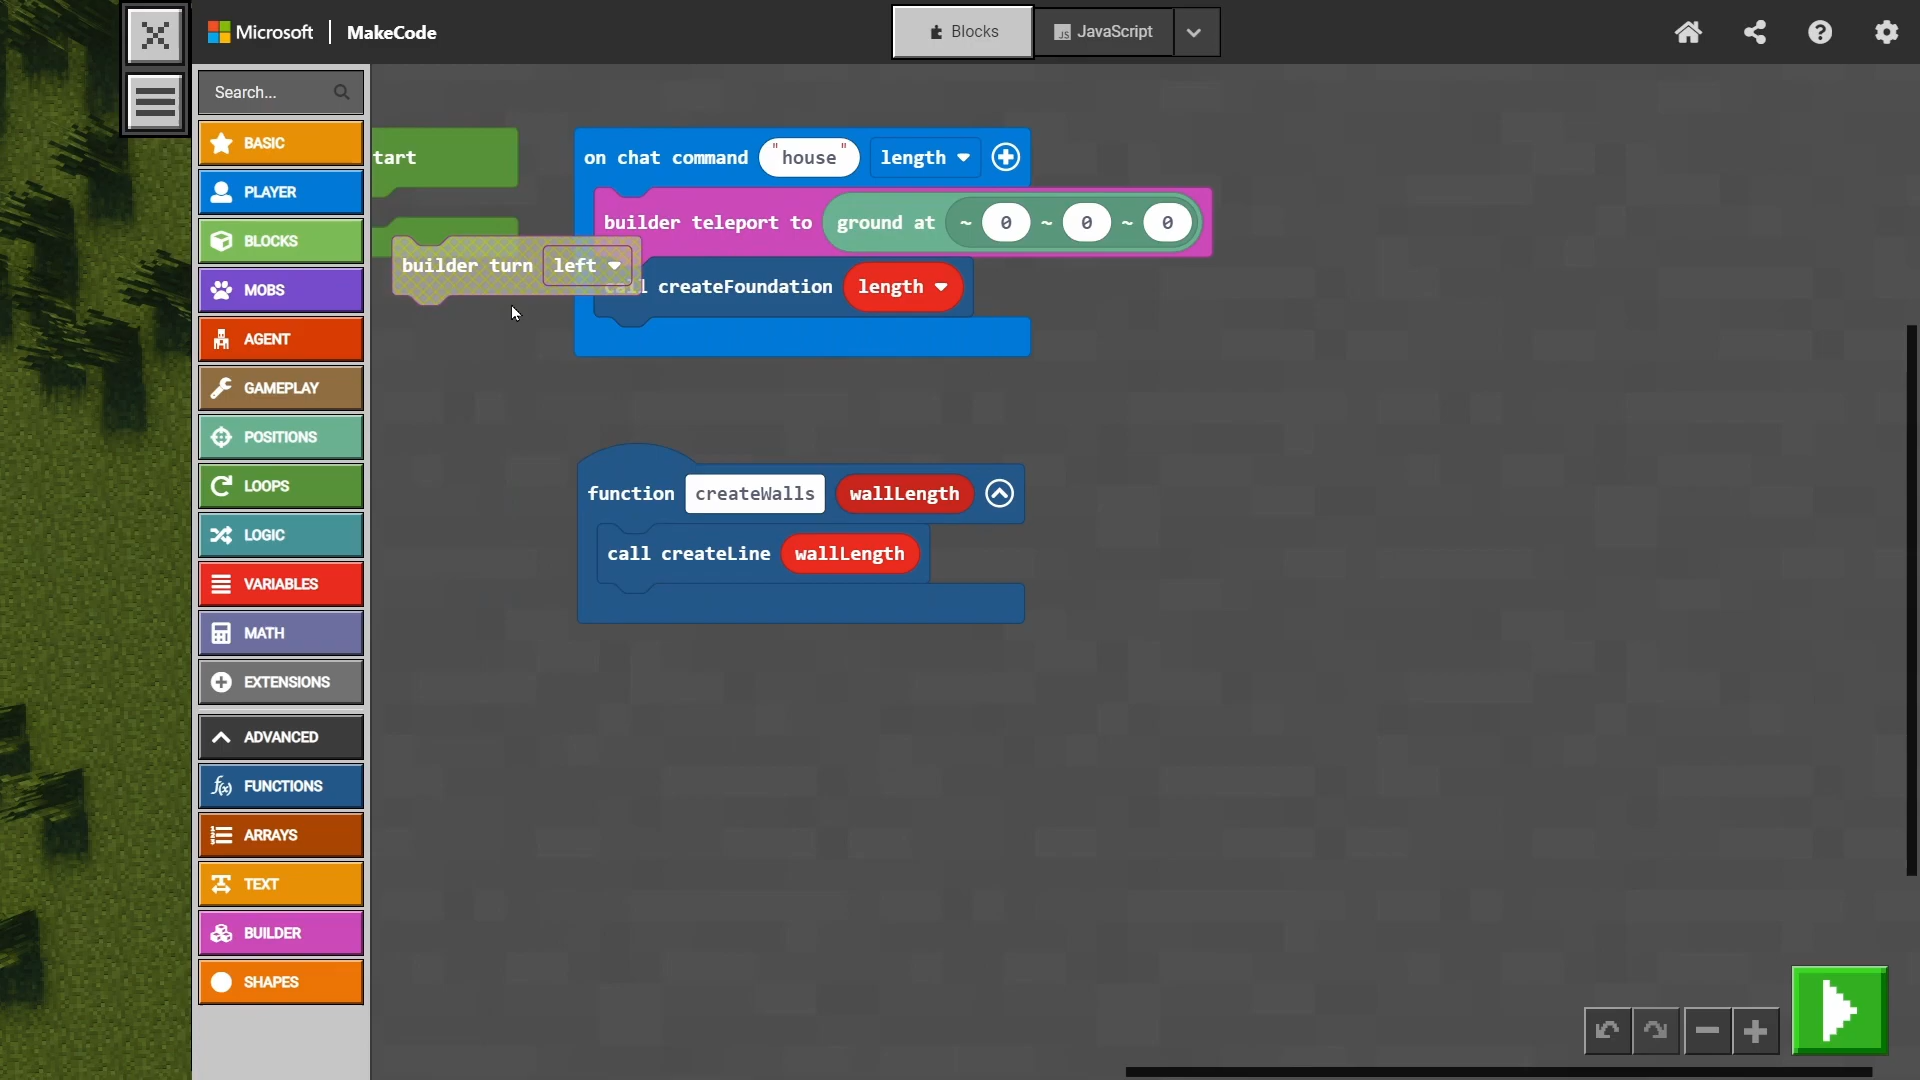 Microsoft | MakeCode
Blocks
JavaScript
Search...
BASIC
PLAYER
BLOCKS
MOBS
AGENT
GAMEPLAY
POSITIONS
LOOPS
LOGIC
VARIABLES
MATH
EXTENSIONS
ADVANCED
FUNCTIONS
ARRAYS
TEXT
BUILDER
SHAPES
tart
builder turn left
on chat command "house" length
builder teleport to ground at ~ 0 ~ 0 ~ 0
call createFoundation length
function createWalls wallLength
call createLine wallLength